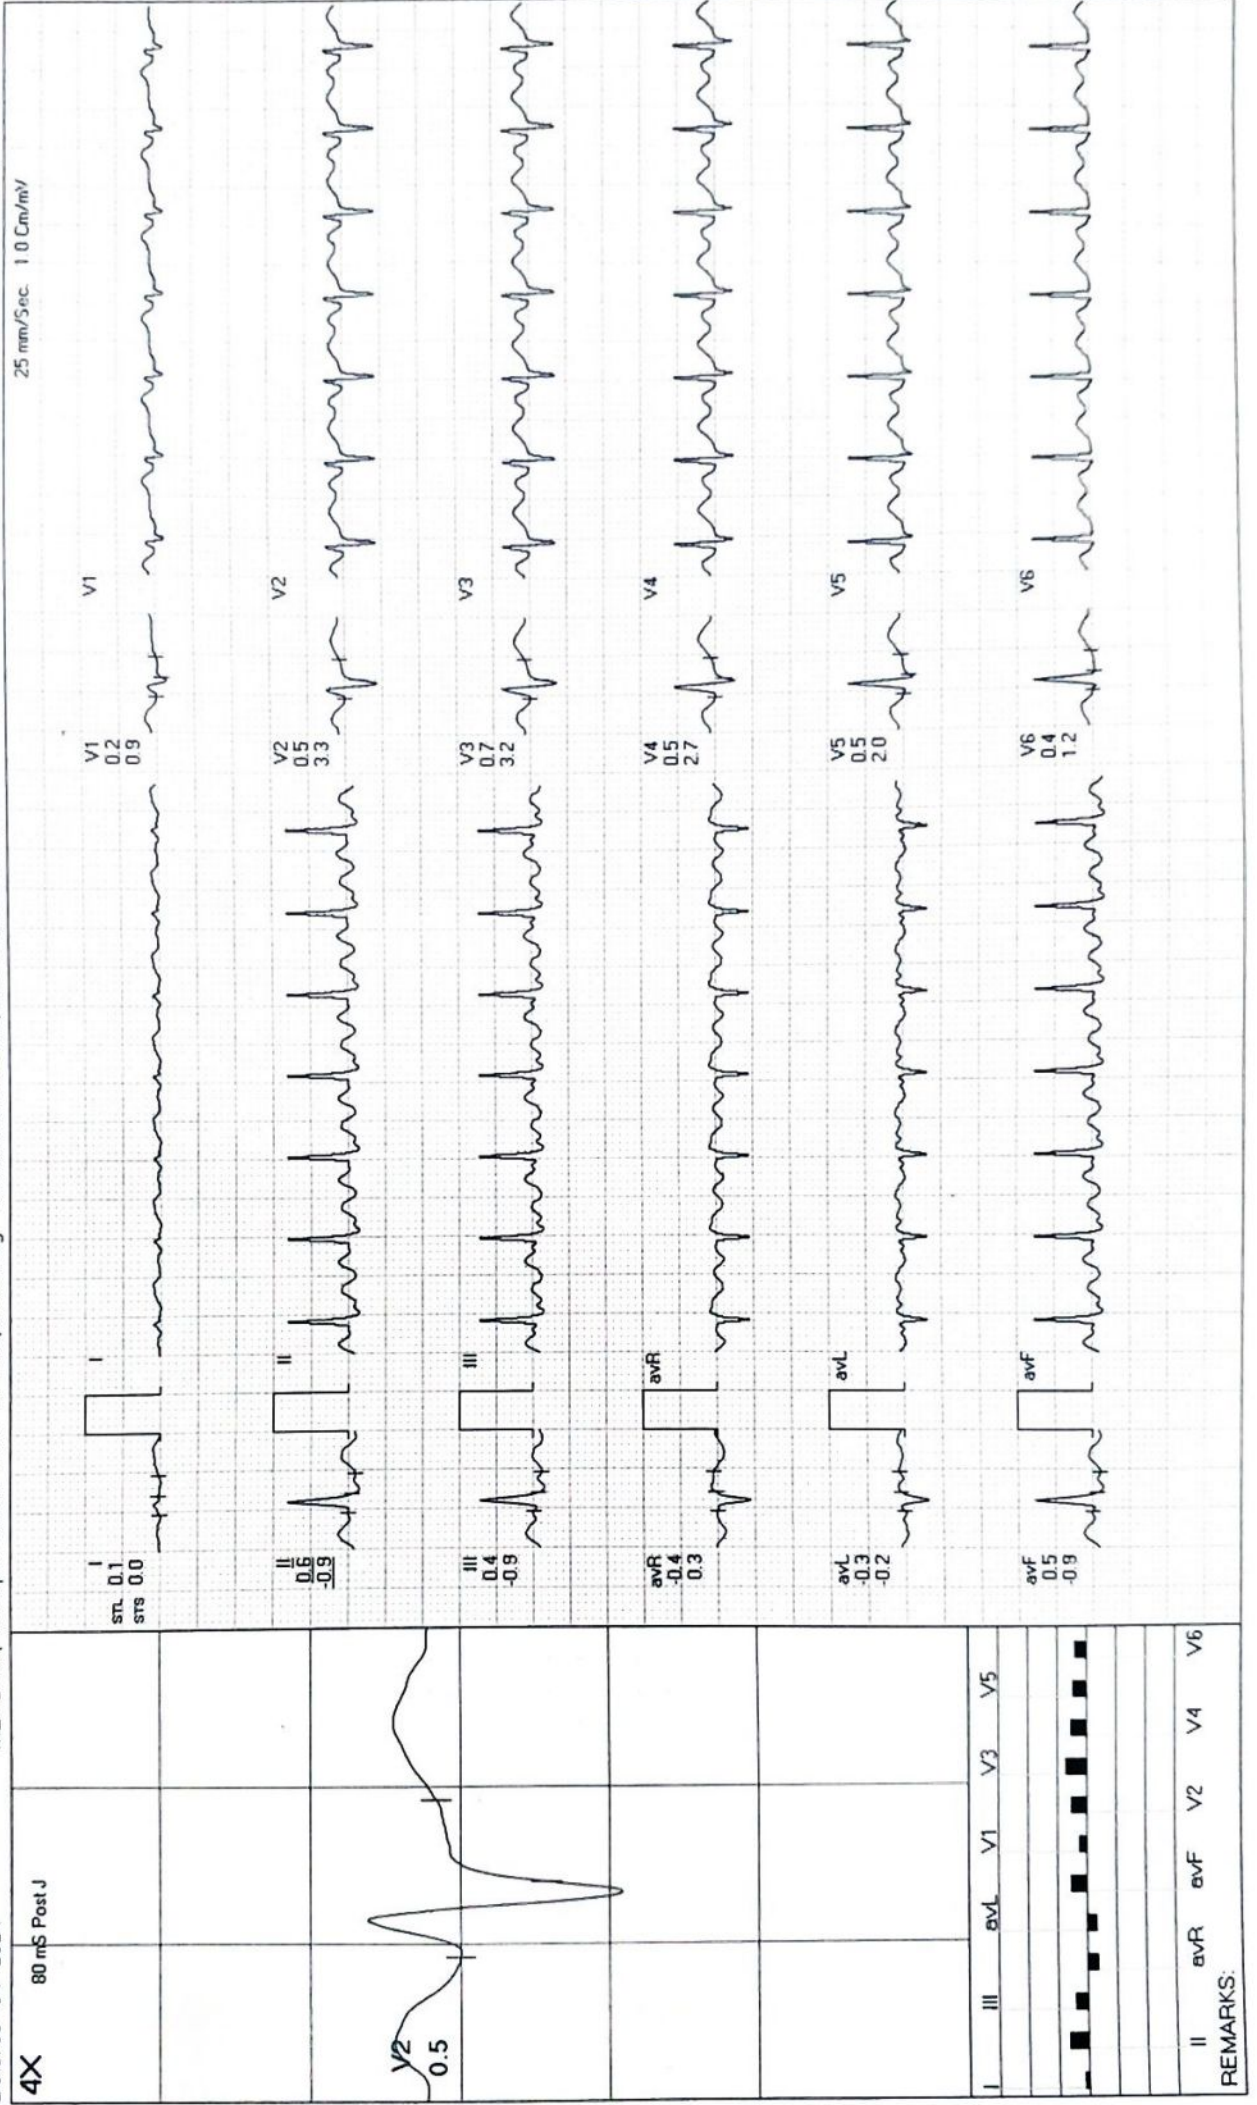 4X
80 mS Post J
25 mm/Sec. 1.0 Cm/mV
V2
0.5
I
STL 0.1
STS 0.0
I
V1
0.2
0.9
V1
II
0.6
-0.9
II
V2
0.5
3.3
V2
III
0.4
-0.9
III
V3
0.7
3.2
V3
avR
-0.4
0.3
avR
V4
0.5
2.7
V4
avL
-0.3
-0.2
avL
V5
0.5
2.0
V5
avF
0.5
-0.9
avF
V6
0.4
1.2
V6
I III avL V1 V3 V5
II avR avF V2 V4 V6
REMARKS: